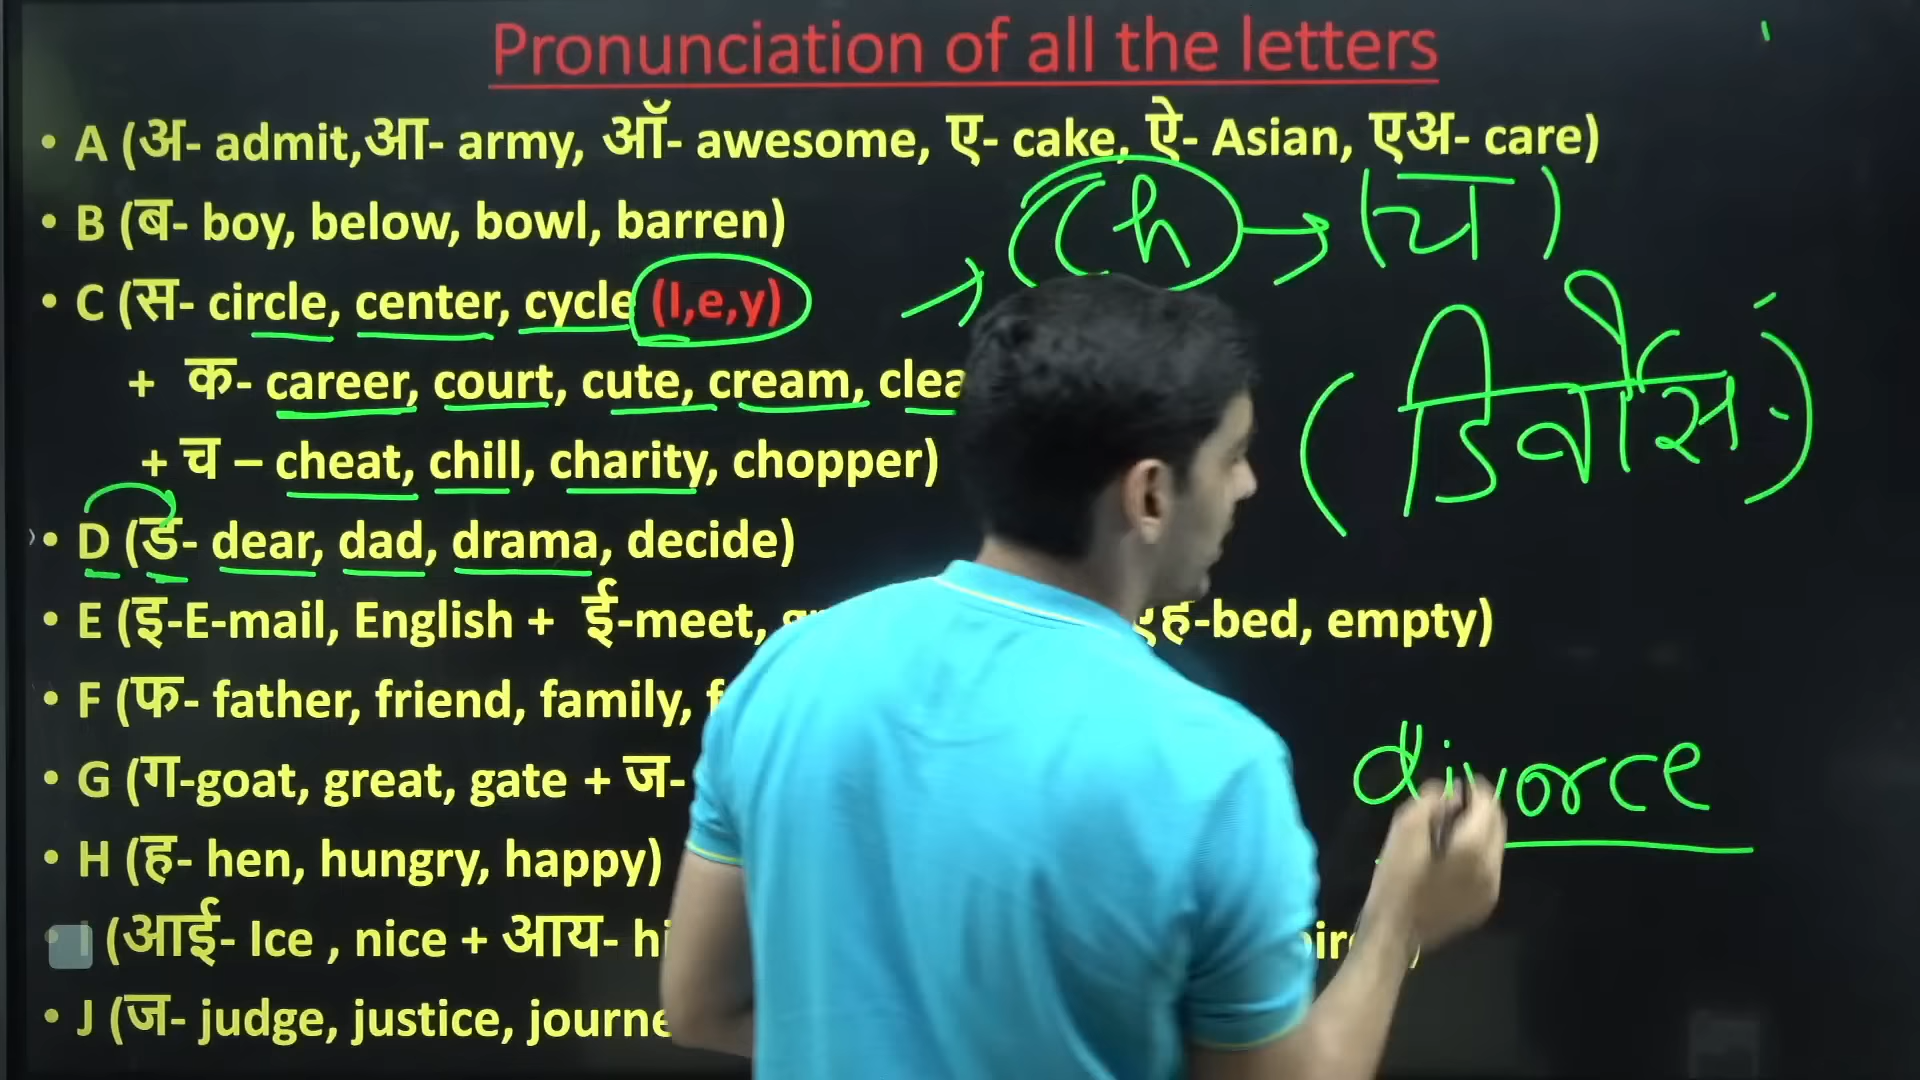 Pronunciation of all the letters
• A (अ- admit,आ- army, ऑ- awesome, ए- cake, ऐ- Asian, एअ- care)
• B (ब- boy, below, bowl, barren)
Ch → (च)
• C (स- circle, center, cycle (I,e,y)
+ क- career, court, cute, cream,
+ च – cheat, chill, charity, chopper)
(डिवोर्स)
• D (ड- dear, dad, drama, decide)
• E (इ-E-mail, English + ई-meet, -bed, empty)
• F (फ- father, friend, family,
• G (ग-goat, great, gate + ज-
divorce
• H (ह- hen, hungry, happy)
• I (आई- Ice , nice + आय-
• J (ज- judge, justice,